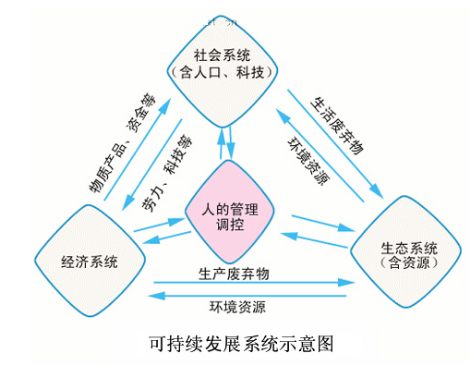 社会系统
（含人口、科技）
物质产品、资金等
劳力、科技等
生活废弃物
环境资源
人的管理
调控
经济系统
生态系统
（含资源）
生产废弃物
环境资源
可持续发展系统示意图